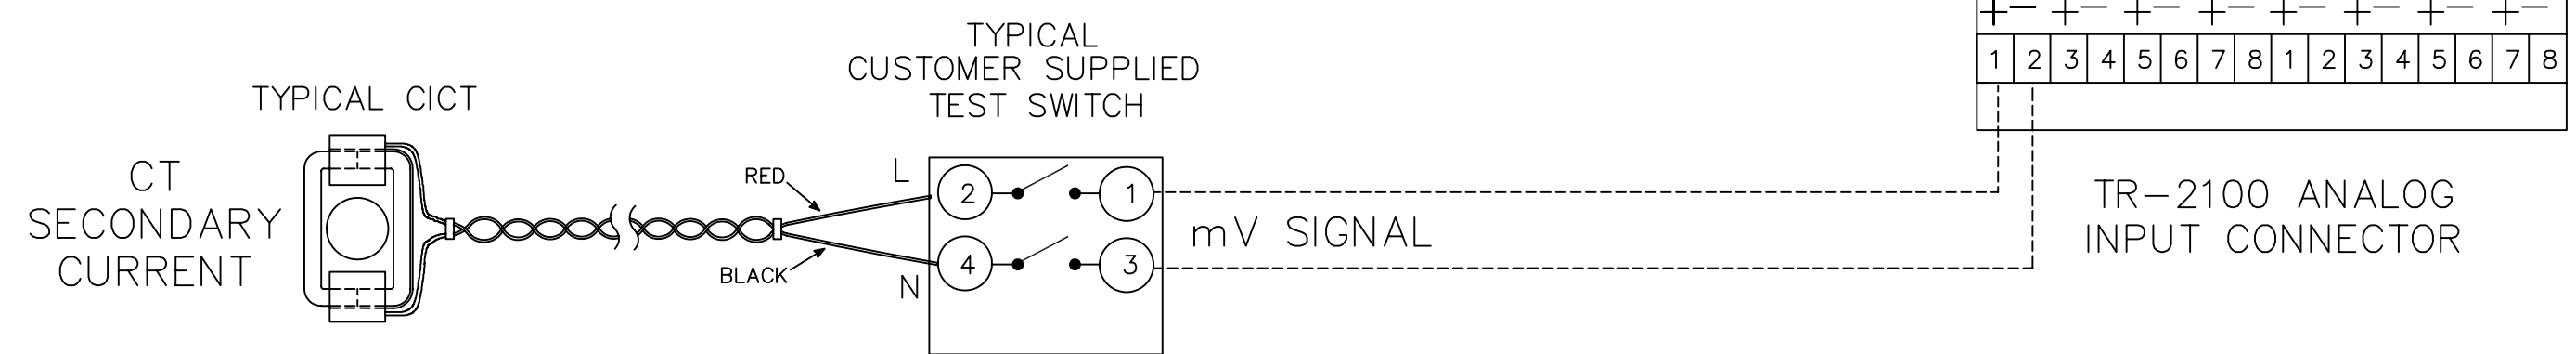 TYPICAL CICT
CT
SECONDARY
CURRENT
RED
BLACK
L
N
TYPICAL
CUSTOMER SUPPLIED
TEST SWITCH
2 1
4 3
mV SIGNAL
+ − + − + − + − + − + − + − + −
1 2 3 4 5 6 7 8 1 2 3 4 5 6 7 8
TR−2100 ANALOG
INPUT CONNECTOR